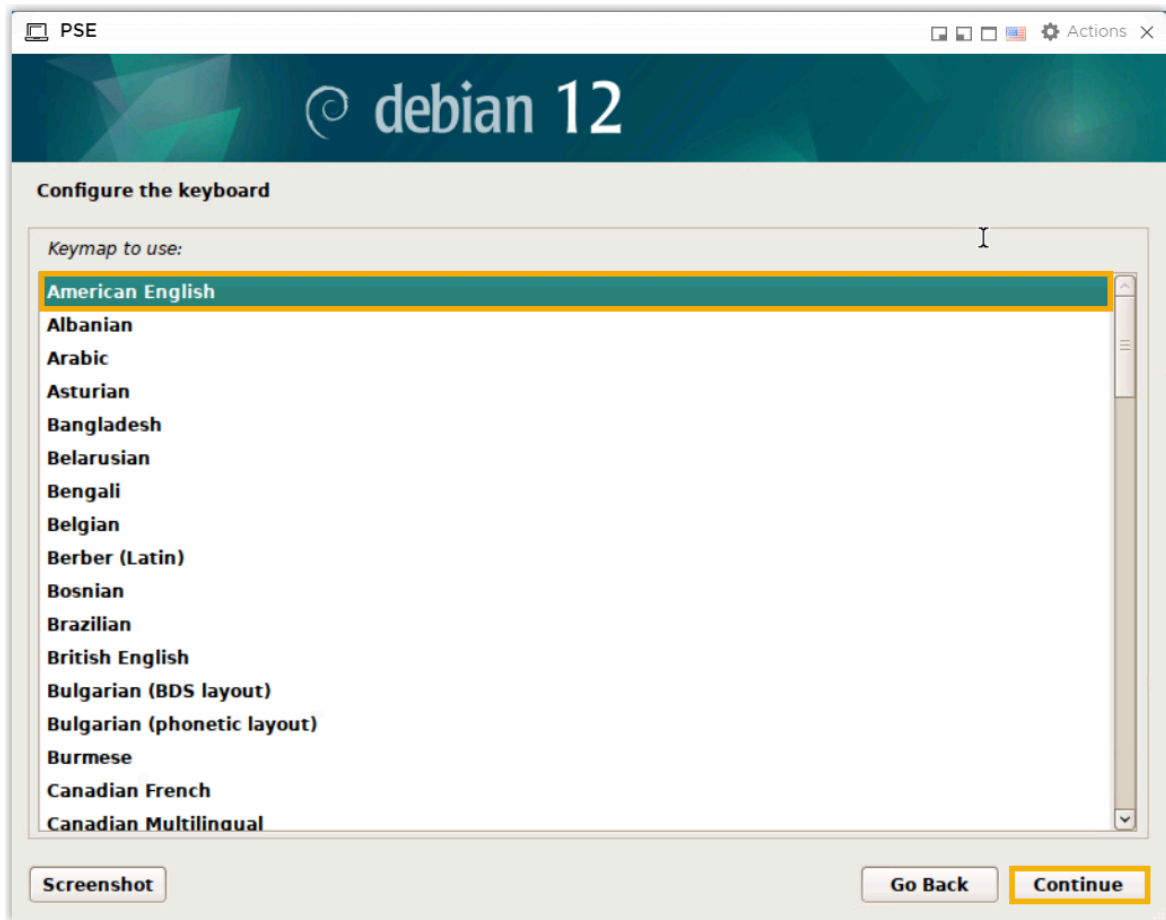 PSE
Actions
debian 12
Configure the keyboard
Keymap to use:
American English
Albanian
Arabic
Asturian
Bangladesh
Belarusian
Bengali
Belgian
Berber (Latin)
Bosnian
Brazilian
British English
Bulgarian (BDS layout)
Bulgarian (phonetic layout)
Burmese
Canadian French
Canadian Multilingual
Screenshot
Go Back
Continue